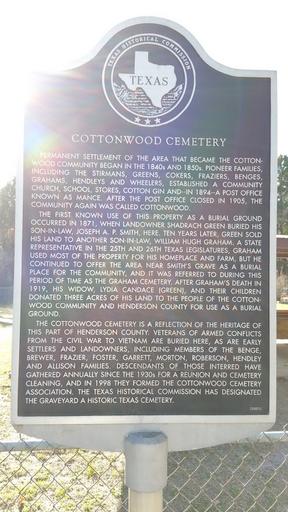 TEXAS HISTORICAL COMMISSION
TEXAS
COTTONWOOD CEMETERY
PERMANENT SETTLEMENT OF THE AREA THAT BECAME THE COTTON-
WOOD COMMUNITY BEGAN IN THE 1840s AND 1850s. PIONEER FAMILIES,
INCLUDING THE STIRMANS, GREENS, COKERS, FRAZIERS, BENGES,
GRAHAMS, HENDLEYS AND WHEELERS, ESTABLISHED A COMMUNITY
CHURCH, SCHOOL, STORES, COTTON GIN AND–IN 1894–A POST OFFICE
KNOWN AS MANCE. AFTER THE POST OFFICE CLOSED IN 1905, THE
COMMUNITY AGAIN WAS CALLED COTTONWOOD.
THE FIRST KNOWN USE OF THIS PROPERTY AS A BURIAL GROUND
OCCURRED IN 1871, WHEN LANDOWNER SHADRACH GREEN BURIED HIS
SON-IN-LAW, JOSEPH A. P. SMITH, HERE. TEN YEARS LATER, GREEN SOLD
HIS LAND TO ANOTHER SON-IN-LAW, WILLIAM HUGH GRAHAM. A STATE
REPRESENTATIVE IN THE 25TH AND 26TH TEXAS LEGISLATURES, GRAHAM
USED MOST OF THE PROPERTY FOR HIS HOMEPLACE AND FARM, BUT HE
CONTINUED TO OFFER THE AREA NEAR SMITH'S GRAVE AS A BURIAL
PLACE FOR THE COMMUNITY, AND IT WAS REFERRED TO DURING THIS
PERIOD OF TIME AS THE GRAHAM CEMETERY. AFTER GRAHAM'S DEATH IN
1919, HIS WIDOW, LYDA CANDACE (GREEN), AND THEIR CHILDREN
DONATED THREE ACRES OF HIS LAND TO THE PEOPLE OF THE COTTON-
WOOD COMMUNITY AND HENDERSON COUNTY FOR USE AS A BURIAL
GROUND.
THE COTTONWOOD CEMETERY IS A REFLECTION OF THE HERITAGE OF
THIS PART OF HENDERSON COUNTY. VETERANS OF ARMED CONFLICTS
FROM THE CIVIL WAR TO VIETNAM ARE BURIED HERE, AS ARE EARLY
SETTLERS AND LANDOWNERS, INCLUDING MEMBERS OF THE BENGE,
BREWER, FRAZIER, FOSTER, GARRETT, MORTON, ROBERSON, HENDLEY
AND ALLISON FAMILIES. DESCENDANTS OF THOSE INTERRED HAVE
GATHERED ANNUALLY SINCE THE 1930s FOR A REUNION AND CEMETERY
CLEANING, AND IN 1998 THEY FORMED THE COTTONWOOD CEMETERY
ASSOCIATION. THE TEXAS HISTORICAL COMMISSION HAS DESIGNATED
THE GRAVEYARD A HISTORIC TEXAS CEMETERY.